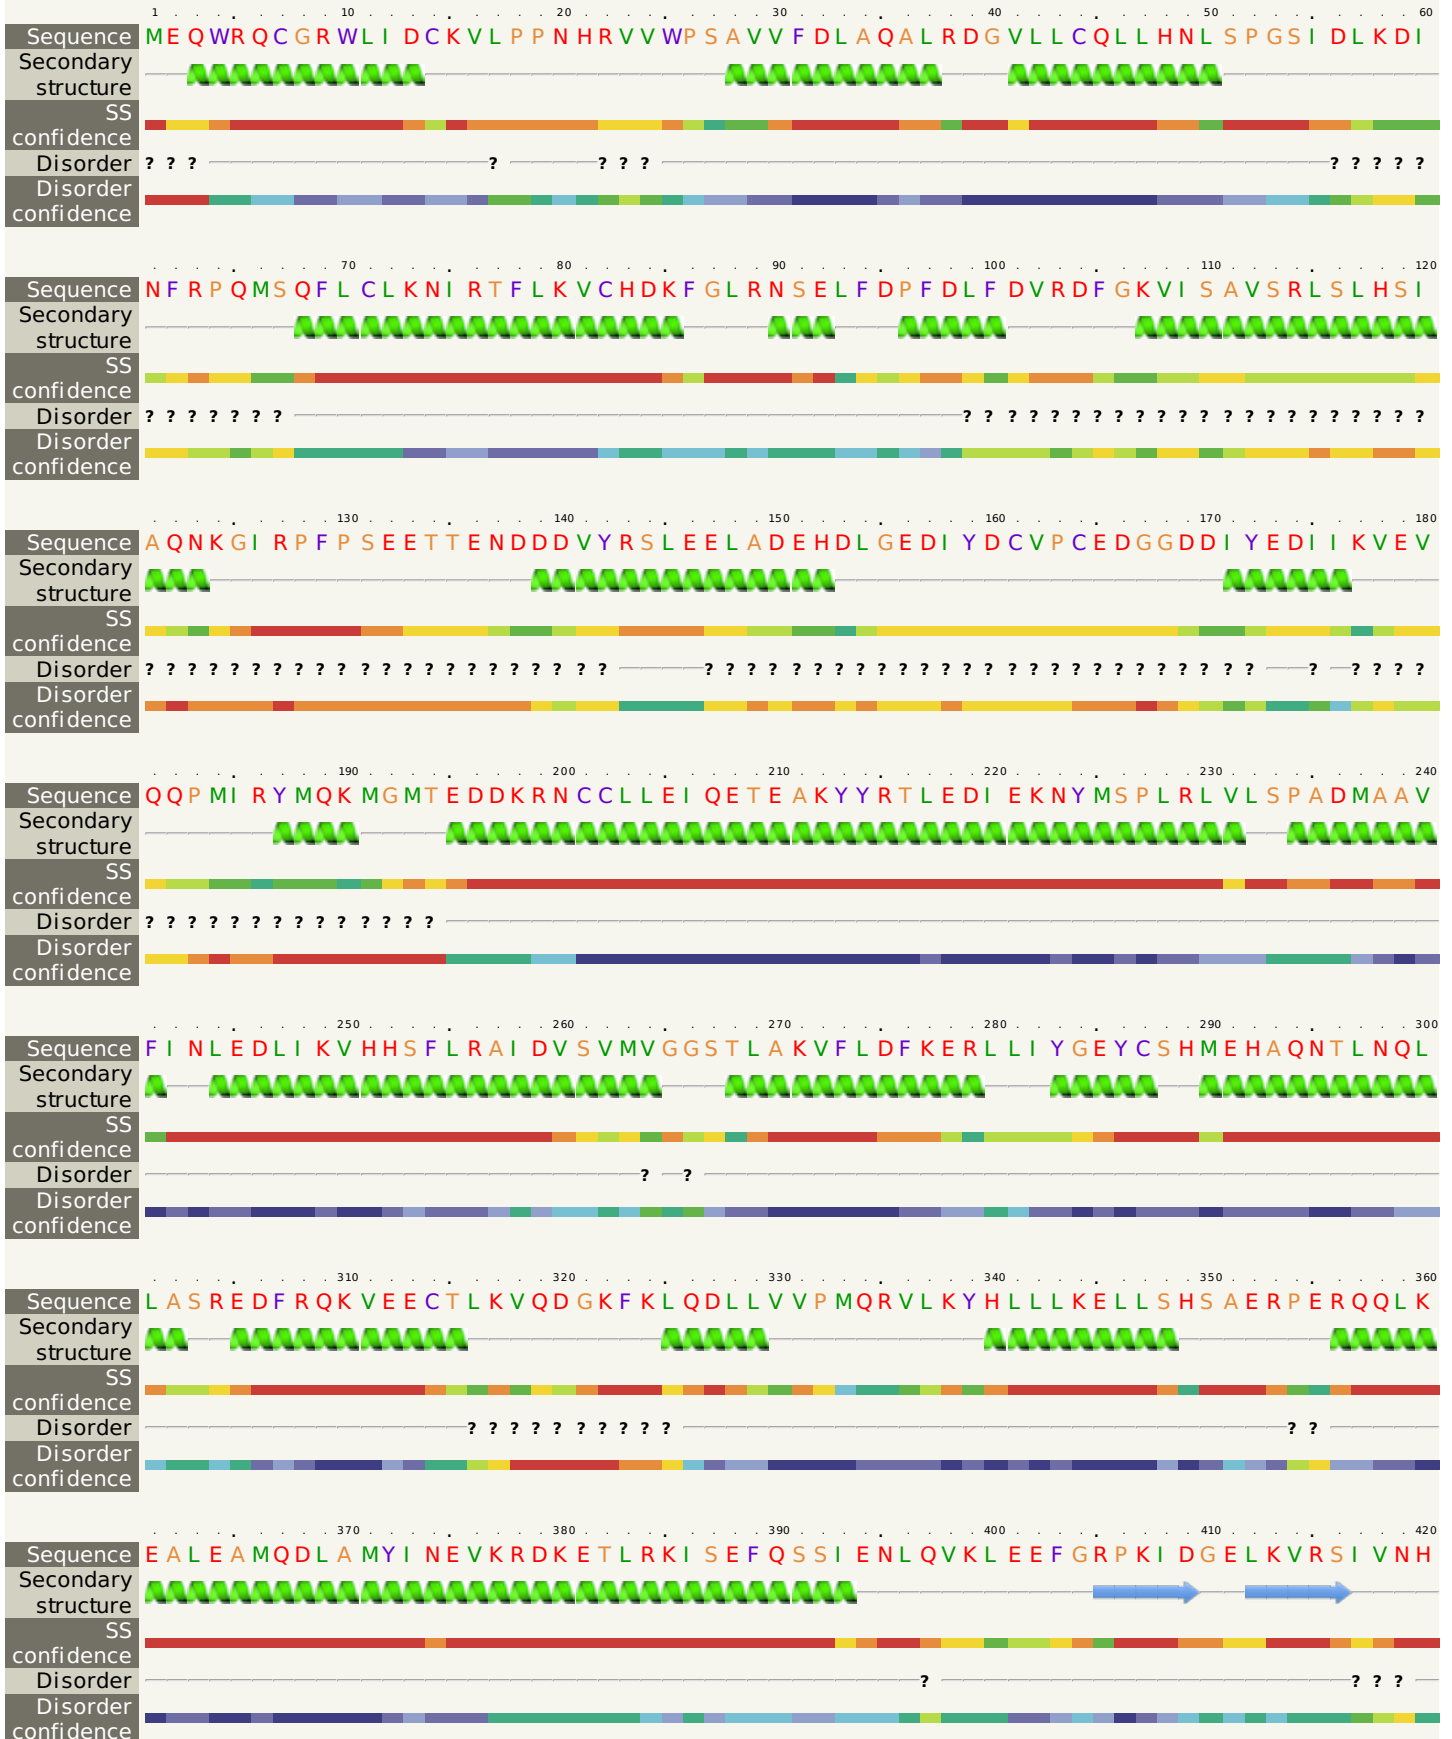 1 10 20 30 40 50 60
Sequence MEQWRQCGRWLIDCKVLPPNHRVVWPSAVVFDLAQALRDGVLLCQLLHNLSPGSIDLKDI
Secondary
structure
SS
confidence
Disorder ? ? ? ? ? ? ? ? ? ? ? ?
Disorder
confidence
70 80 90 100 110 120
Sequence NFRPQMSQFLCLKNIRTFLKVCHDKFGLRNSELFDPFDLFDVRDFGKVISAVSRLSLHSI
Secondary
structure
SS
confidence
Disorder ? ? ? ? ? ? ? ? ? ? ? ? ? ? ? ? ? ? ? ? ? ? ? ? ? ? ? ? ?
Disorder
confidence
130 140 150 160 170 180
Sequence AQNKGIRPFPSEETTENDDDVYRSLEELADEHDLGEDIYDCVPCEDGGDDIYEDIIKVEV
Secondary
structure
SS
confidence
Disorder ? ? ? ? ? ? ? ? ? ? ? ? ? ? ? ? ? ? ? ? ? ? ? ? ? ? ? ? ? ? ? ? ? ? ? ? ? ? ? ? ? ? ? ? ? ? ? ? ? ? ? ? ? 
Disorder
confidence
190 200 210 220 230 240
Sequence QQPMIRYMQKMGMTEDDKRNCCLLEIQETEAKYYRTLEDIEKNYMSPLRLVLSPADMAAV
Secondary
structure
SS
confidence
Disorder ? ? ? ? ? ? ? ? ? ? ? ? ? ?
Disorder
confidence
250 260 270 280 290 300
Sequence FINLEDLIKVHHSFLRAIDVSVMVGGSTLAKVFLDFKERLLIYGEYCSHMEHAQNTLNQL
Secondary
structure
SS
confidence
Disorder ? ?
Disorder
confidence
310 320 330 340 350 360
Sequence LASREDFRQKVEECTLKVQDGKFKLQDLLVVPMQRVLKYHLLLKELLSHSAERPERQQLK
Secondary
structure
SS
confidence
Disorder ? ? ? ? ? ? ? ? ? ? ? ?
Disorder
confidence
370 380 390 400 410 420
Sequence EALEAMQDLAMYINEVKRDKETLRKISEFQSSIENLQVKLEEFGRPKIDGELKVRSIVNH
Secondary
structure
SS
confidence
Disorder ? ? ? ?
Disorder
confidence